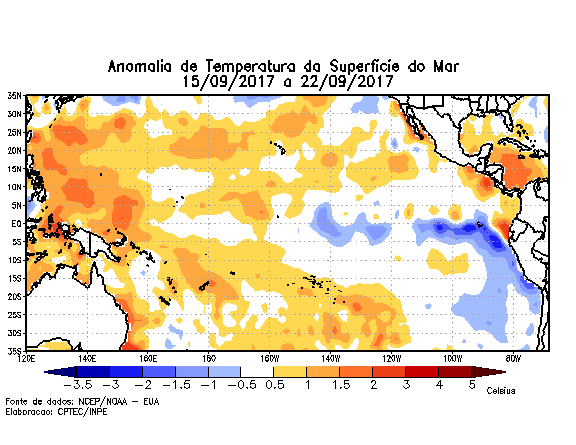 Anomalia de Temperatura da Superfície do Mar
15/09/2017 a 22/09/2017
35N
30N
25N
20N
15N
10N
5N
EQ
5S
10S
15S
20S
25S
30S
35S
120E 140E 160E 180 160W 140W 120W 100W 80W
−3.5 −3 −2 −1.5 −1 −0.5 0.5 1 1.5 2 3 4 4.5
Celsius
Fonte de dados: NCEP/NOAA − EUA
Elaboracao: CPTEC/INPE